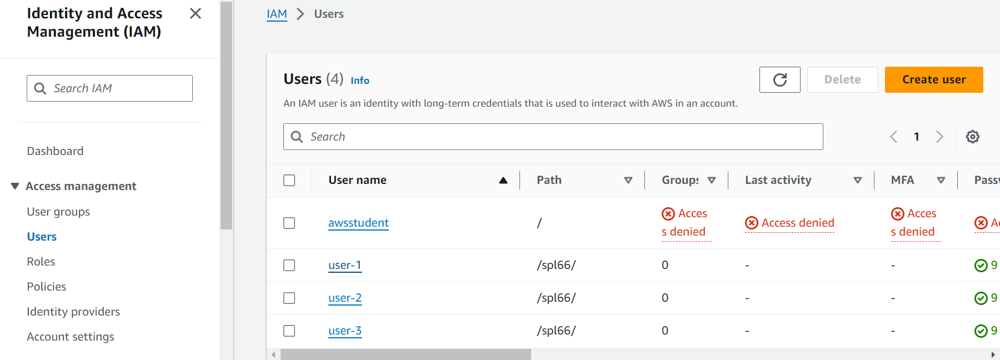 Identity and Access
Management (IAM)
Search IAM
Dashboard
Access management
User groups
Users
Roles
Policies
Identity providers
Account settings
IAM > Users
Users (4) Info
Delete
Create user
An IAM user is an identity with long-term credentials that is used to interact with AWS in an account.
Search
1
User name Path Groups Last activity MFA Passw
awsstudent / Acces
s denied Access denied Acces
s denied Ac
user-1 /spl66/ 0 - - 9
user-2 /spl66/ 0 - - 9
user-3 /spl66/ 0 - - 9